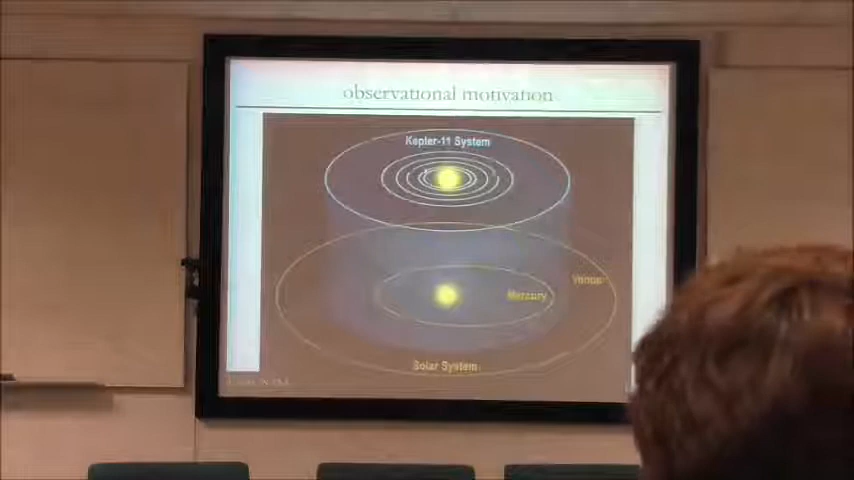 observational motivation
Kepler-11 System
Venus
Mercury
Solar System